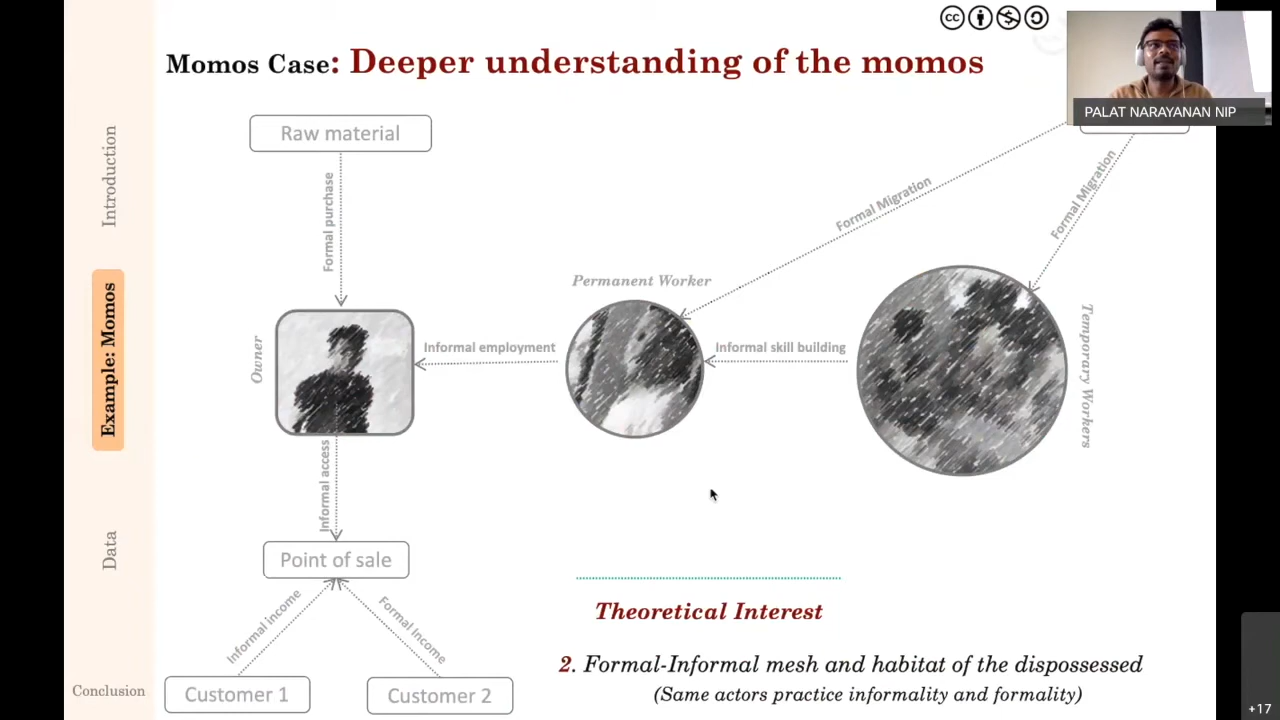 Momos Case: Deeper understanding of the momos
PALAT NARAYANAN NIP
Introduction
Example: Momos
Data
Conclusion
Raw material
Formal purchase
Formal Migration
Formal Migration
Permanent Worker
Owner
Informal employment
Informal skill building
Temporary Workers
Informal access
Point of sale
Informal income
Formal Income
Customer 1
Customer 2
Theoretical Interest
2. Formal-Informal mesh and habitat of the dispossessed
(Same actors practice informality and formality)
cc
+17